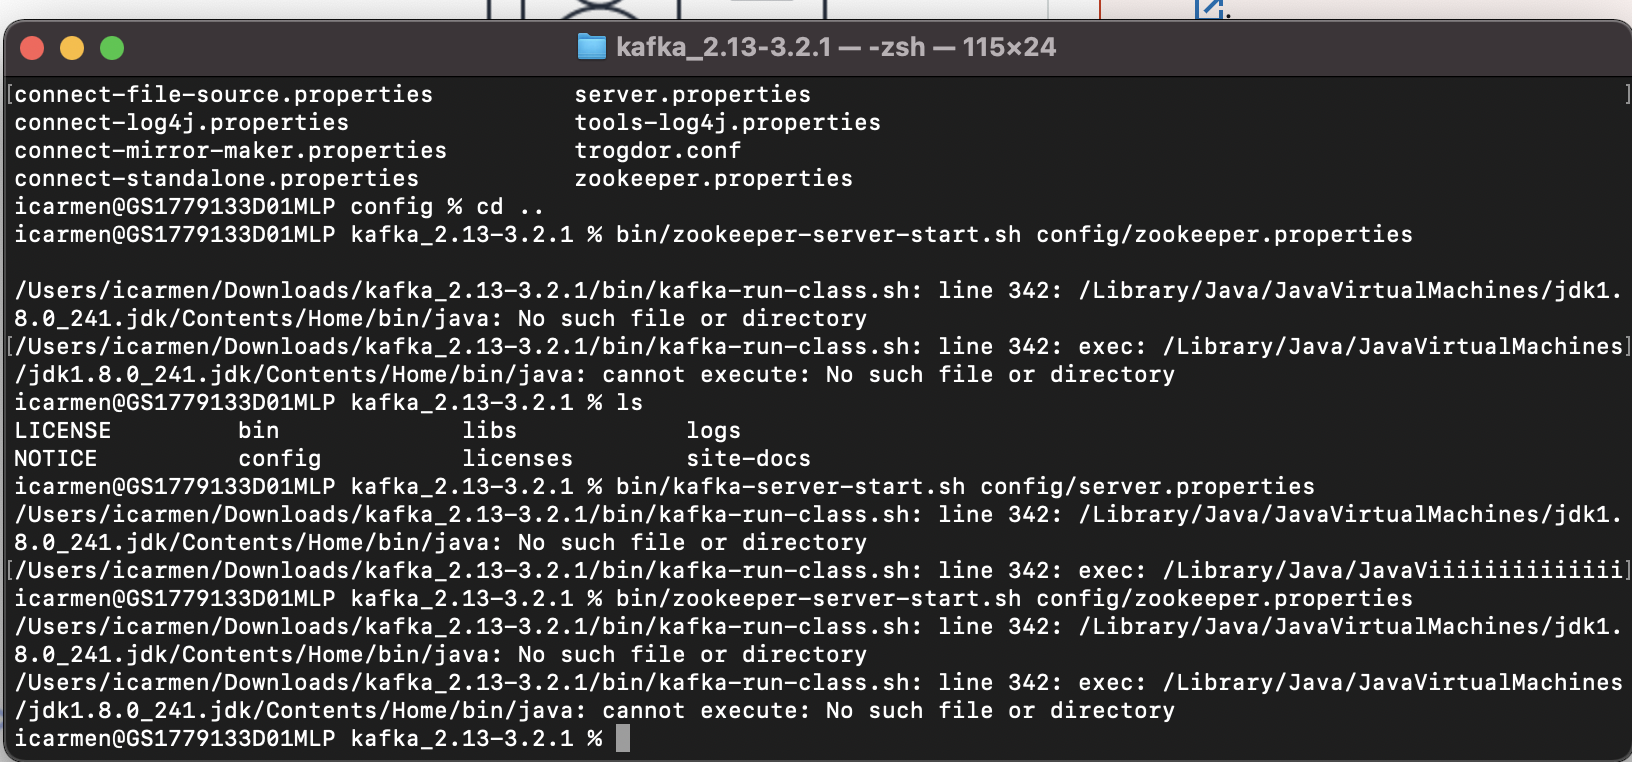 kafka_2.13-3.2.1 — -zsh — 115×24
[connect-file-source.properties          server.properties          ]
connect-log4j.properties                tools-log4j.properties
connect-mirror-maker.properties         trogdor.conf
connect-standalone.properties           zookeeper.properties
icarmen@GS1779133D01MLP config % cd ..
icarmen@GS1779133D01MLP kafka_2.13-3.2.1 % bin/zookeeper-server-start.sh config/zookeeper.properties
/Users/icarmen/Downloads/kafka_2.13-3.2.1/bin/kafka-run-class.sh: line 342: /Library/Java/JavaVirtualMachines/jdk1.
8.0_241.jdk/Contents/Home/bin/java: No such file or directory
[/Users/icarmen/Downloads/kafka_2.13-3.2.1/bin/kafka-run-class.sh: line 342: exec: /Library/Java/JavaVirtualMachines]
/jdk1.8.0_241.jdk/Contents/Home/bin/java: cannot execute: No such file or directory
icarmen@GS1779133D01MLP kafka_2.13-3.2.1 % ls
LICENSE         bin             libs            logs
NOTICE          config          licenses        site-docs
icarmen@GS1779133D01MLP kafka_2.13-3.2.1 % bin/kafka-server-start.sh config/server.properties
/Users/icarmen/Downloads/kafka_2.13-3.2.1/bin/kafka-run-class.sh: line 342: /Library/Java/JavaVirtualMachines/jdk1.
8.0_241.jdk/Contents/Home/bin/java: No such file or directory
[/Users/icarmen/Downloads/kafka_2.13-3.2.1/bin/kafka-run-class.sh: line 342: exec: /Library/Java/JavaViiiiiiiiiiiiii]
icarmen@GS1779133D01MLP kafka_2.13-3.2.1 % bin/zookeeper-server-start.sh config/zookeeper.properties
/Users/icarmen/Downloads/kafka_2.13-3.2.1/bin/kafka-run-class.sh: line 342: /Library/Java/JavaVirtualMachines/jdk1.
8.0_241.jdk/Contents/Home/bin/java: No such file or directory
/Users/icarmen/Downloads/kafka_2.13-3.2.1/bin/kafka-run-class.sh: line 342: exec: /Library/Java/JavaVirtualMachines
/jdk1.8.0_241.jdk/Contents/Home/bin/java: cannot execute: No such file or directory
icarmen@GS1779133D01MLP kafka_2.13-3.2.1 %